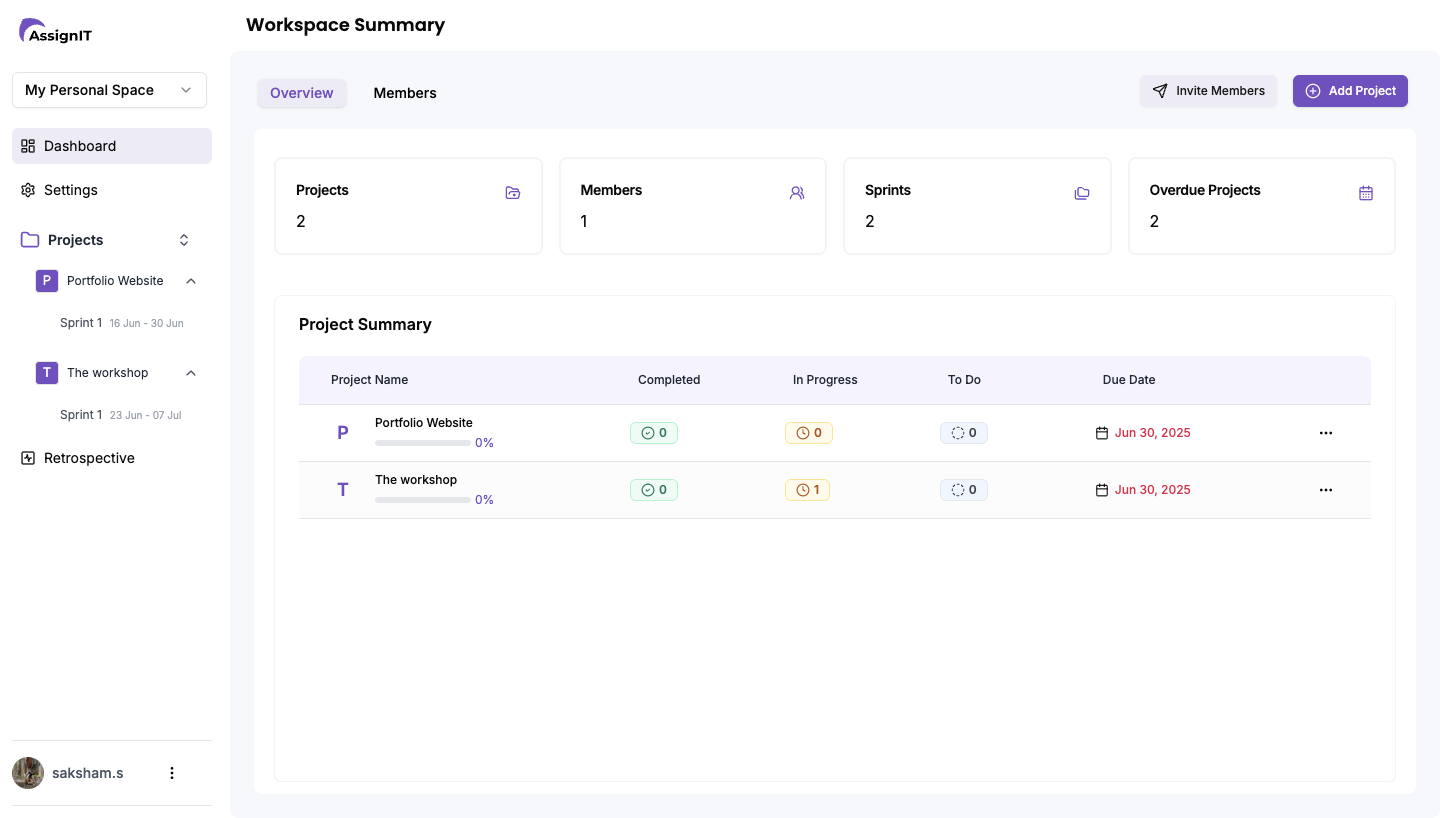 AssignIT
Workspace Summary
My Personal Space
Dashboard
Settings
Projects
P Portfolio Website
Sprint 1 16 Jun - 30 Jun
T The workshop
Sprint 1 23 Jun - 07 Jul
Retrospective
saksham.s
Overview Members
Invite Members Add Project
Projects
2
Members
1
Sprints
2
Overdue Projects
2
Project Summary
Project Name Completed In Progress To Do Due Date
P Portfolio Website
0% 0 0 0 Jun 30, 2025
T The workshop
0% 0 1 0 Jun 30, 2025